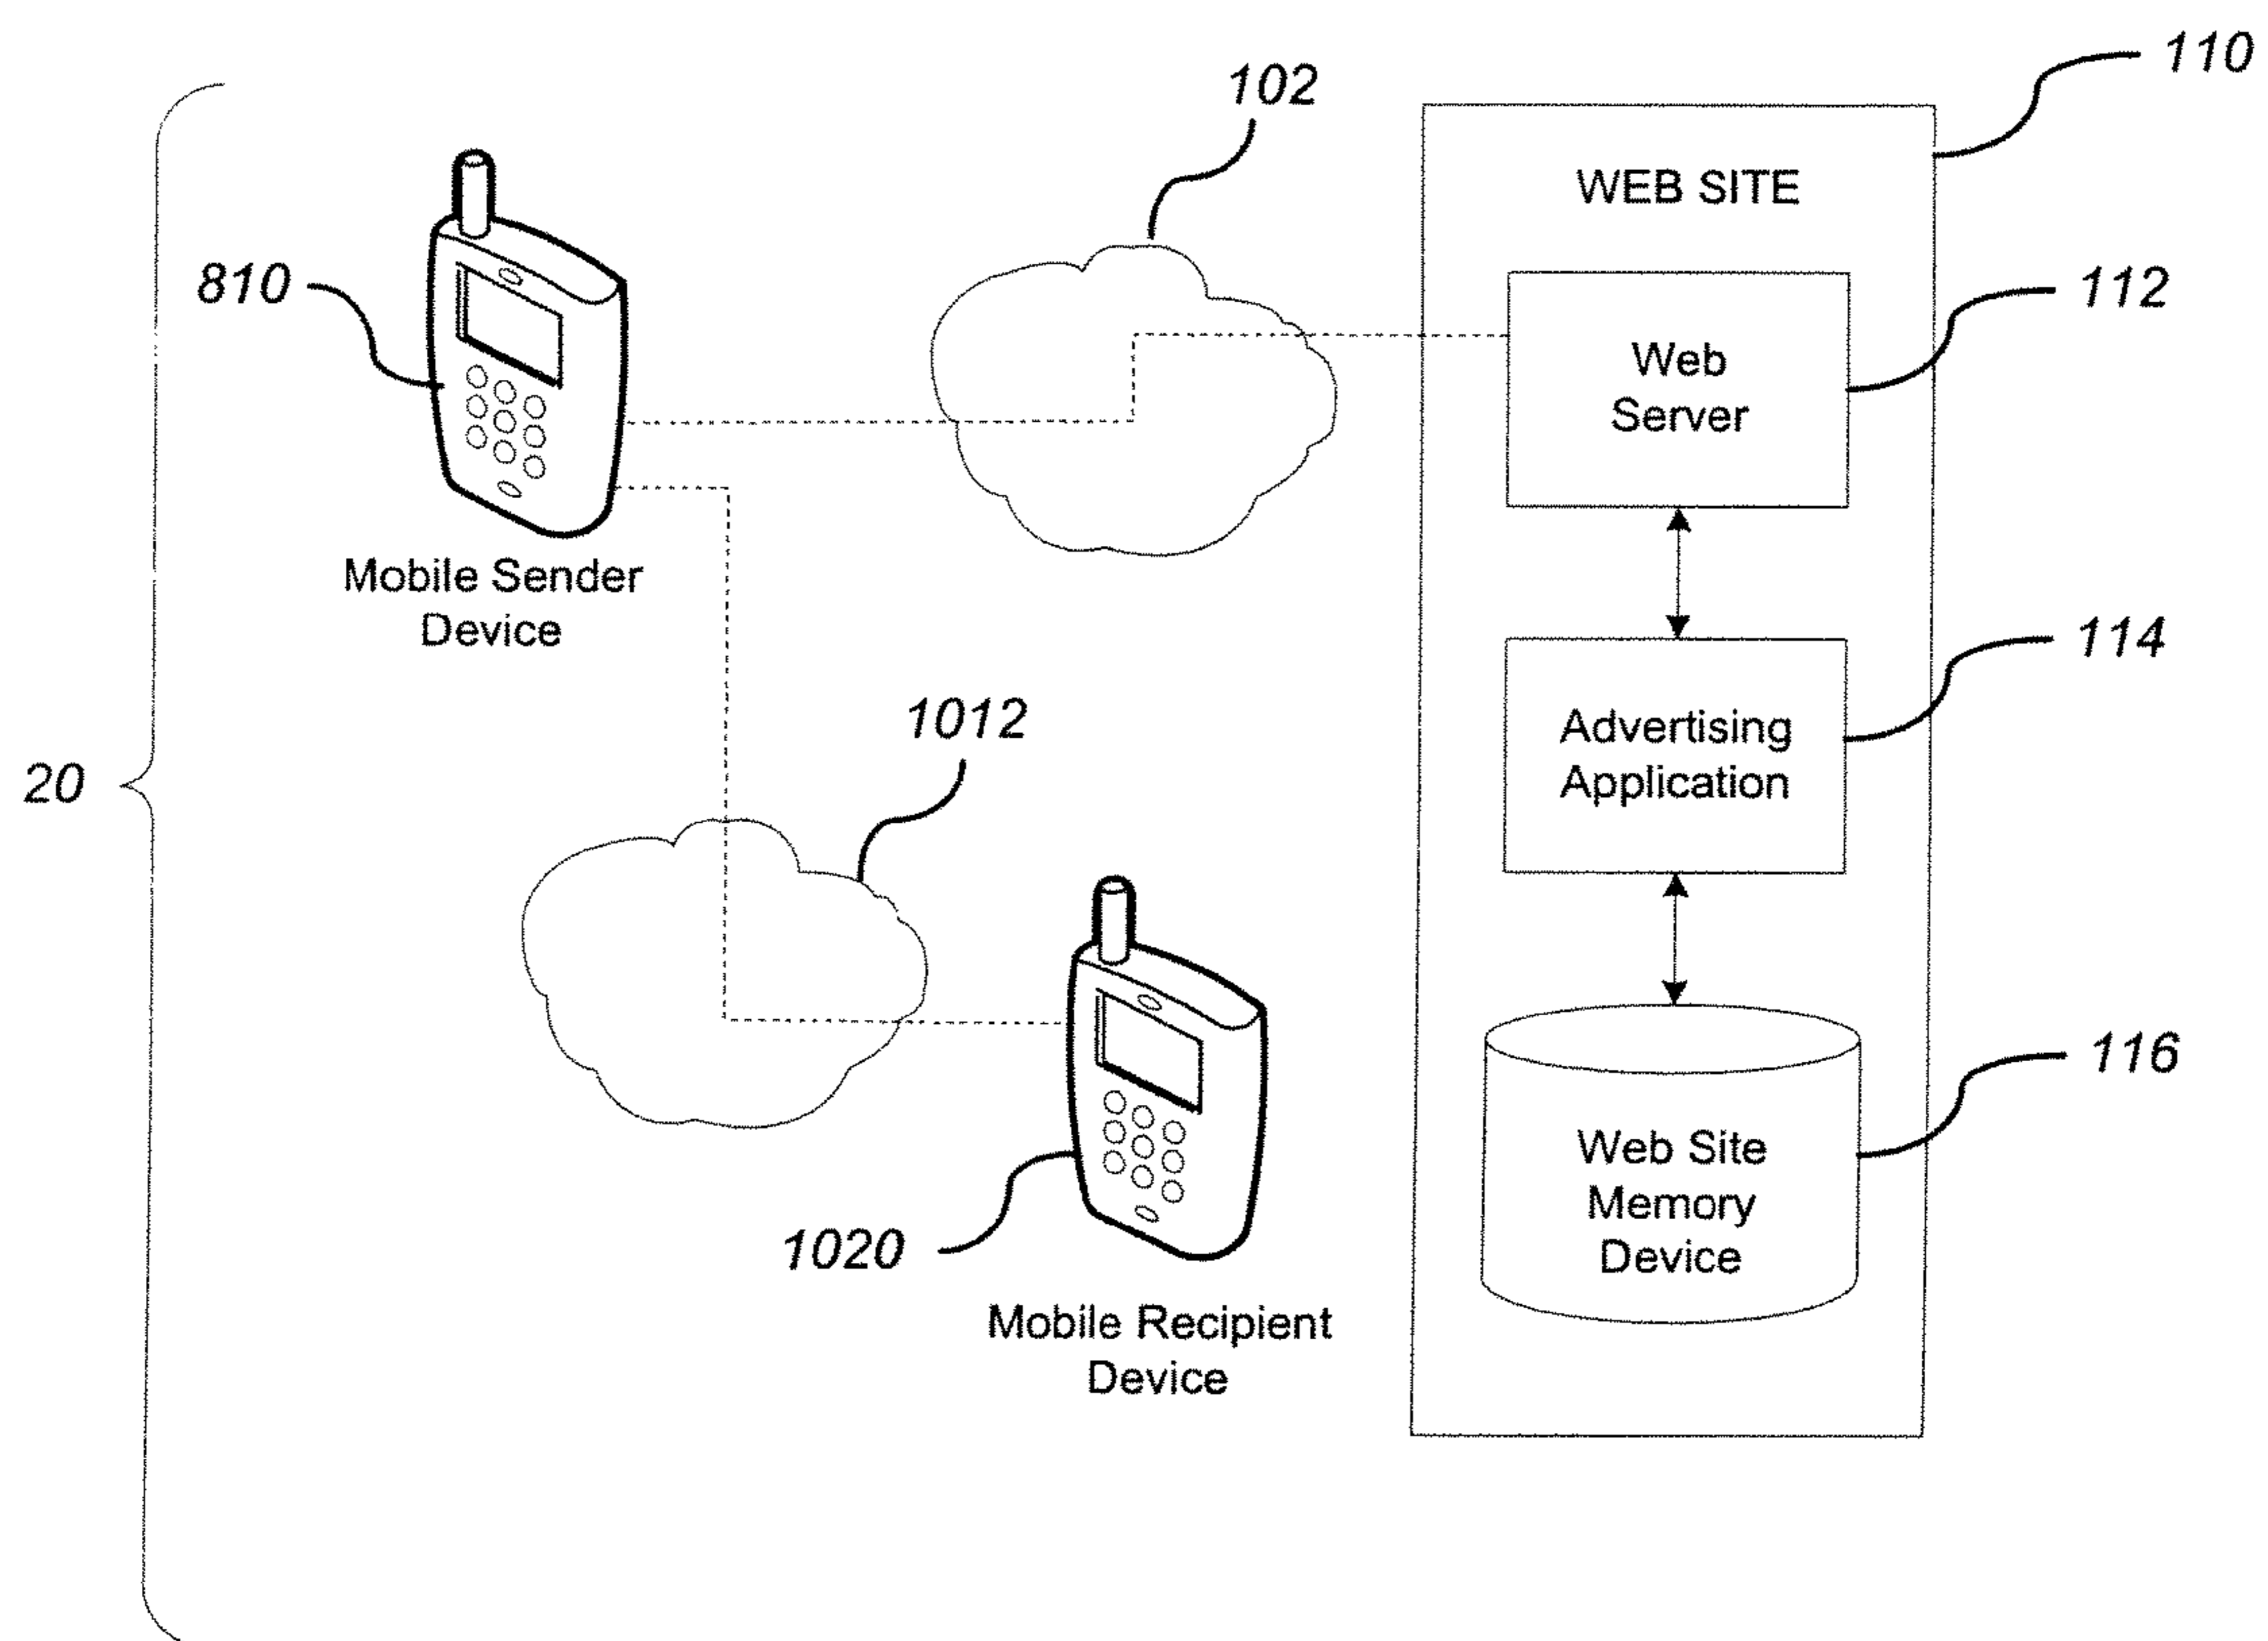 110
102
WEB SITE
810
112
Web
Server
Mobile Sender
Device
114
1012
Advertising
Application
20
116
Web Site
Memory
Device
1020
Mobile Recipient
Device